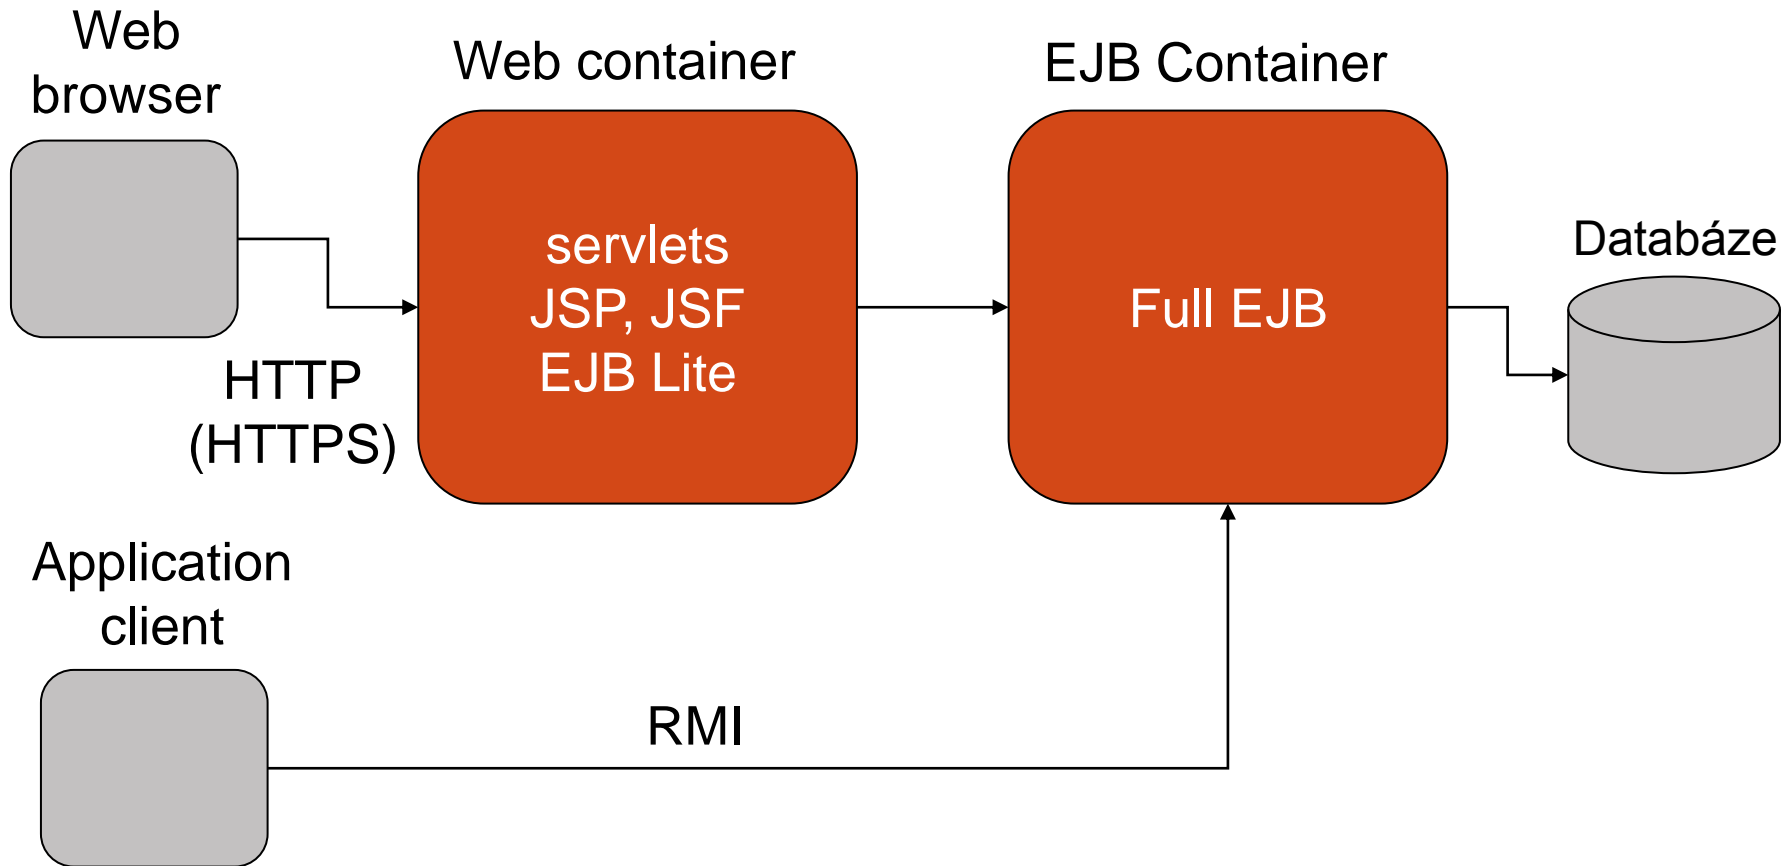 Web
browser
Web container
EJB Container
servlets
JSP, JSF
EJB Lite
Full EJB
Databáze
HTTP
(HTTPS)
Application
client
RMI